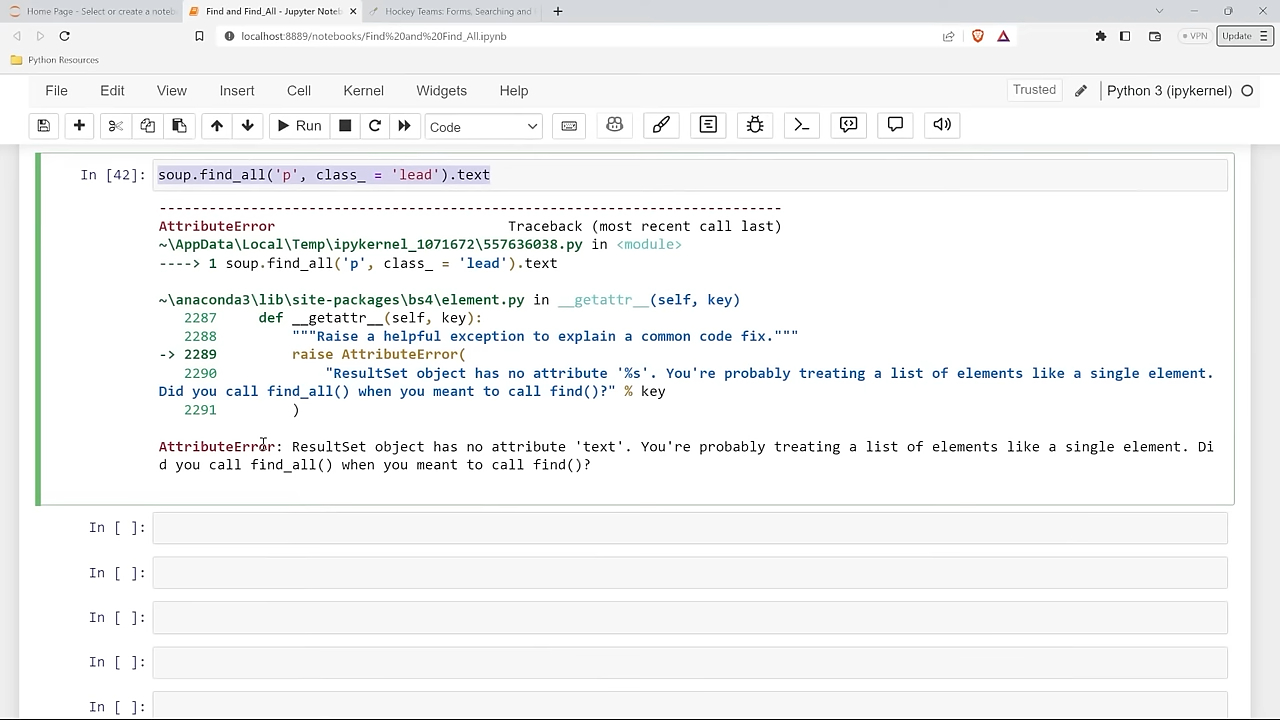 Home Page - Select or create a noteb
Find and Find_All - Jupyter Noteb
Hockey Teams: Forms, Searching and
localhost:8889/notebooks/Find%20and%20Find_All.ipynb
VPN
Update
Python Resources
File Edit View Insert Cell Kernel Widgets Help
Trusted
Python 3 (ipykernel)
Run
Code
In [42]: soup.find_all('p', class_ = 'lead').text
---------------------------------------------------------------------------
AttributeError                            Traceback (most recent call last)
~\AppData\Local\Temp\ipykernel_1071672\557636038.py in <module>
----> 1 soup.find_all('p', class_ = 'lead').text
~\anaconda3\lib\site-packages\bs4\element.py in __getattr__(self, key)
   2287     def __getattr__(self, key):
   2288         """Raise a helpful exception to explain a common code fix."""
-> 2289         raise AttributeError(
   2290             "ResultSet object has no attribute '%s'. You're probably treating a list of elements like a single element.
Did you call find_all() when you meant to call find()?" % key
   2291         )
AttributeError: ResultSet object has no attribute 'text'. You're probably treating a list of elements like a single element. Di
d you call find_all() when you meant to call find()?
In [ ]:
In [ ]:
In [ ]:
In [ ]:
In [ ]: